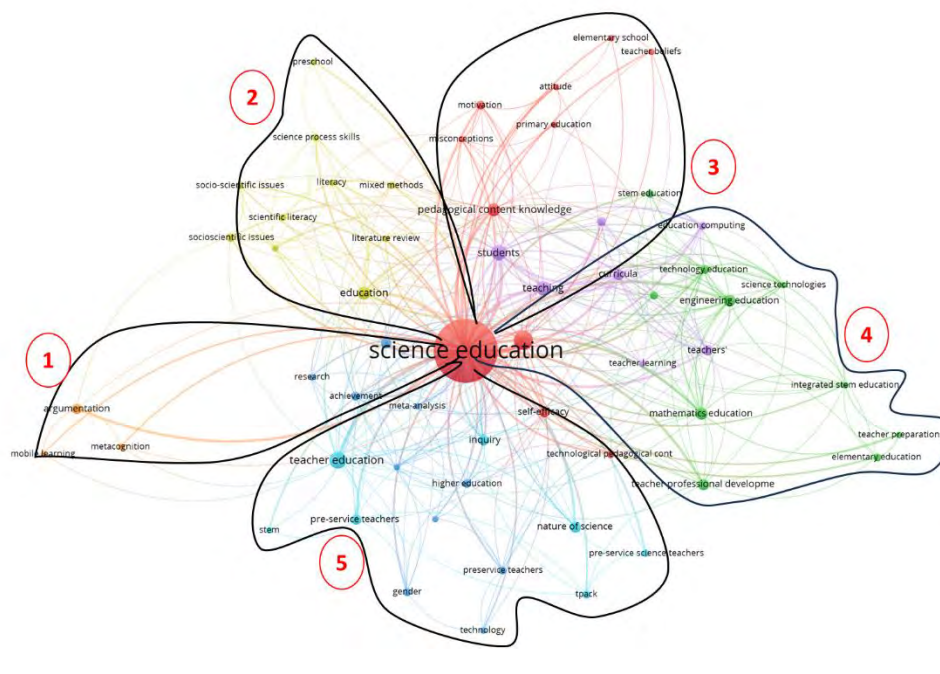 elementary school
teacher beliefs
2
preschool
attitude
motivation
primary education
misconceptions
science process skills
3
socio-scientific issues
literacy
mixed methods
stem education
pedagogical content knowledge
scientific literacy
education computing
socioscientific issues
literature review
students
technology education
curricula
science technologies
teaching
education
engineering education
4
1
science education
teachers
teacher learning
research
integrated stem education
achievement
meta-analysis
argumentation
self-efficacy
mathematics education
inquiry
teacher preparation
metacognition
mobile learning
technological pedagogical cont
elementary education
teacher education
higher education
teacher professional developme
pre-service teachers
stem
nature of science
5
pre-service science teachers
preservice teachers
gender
tpack
technology